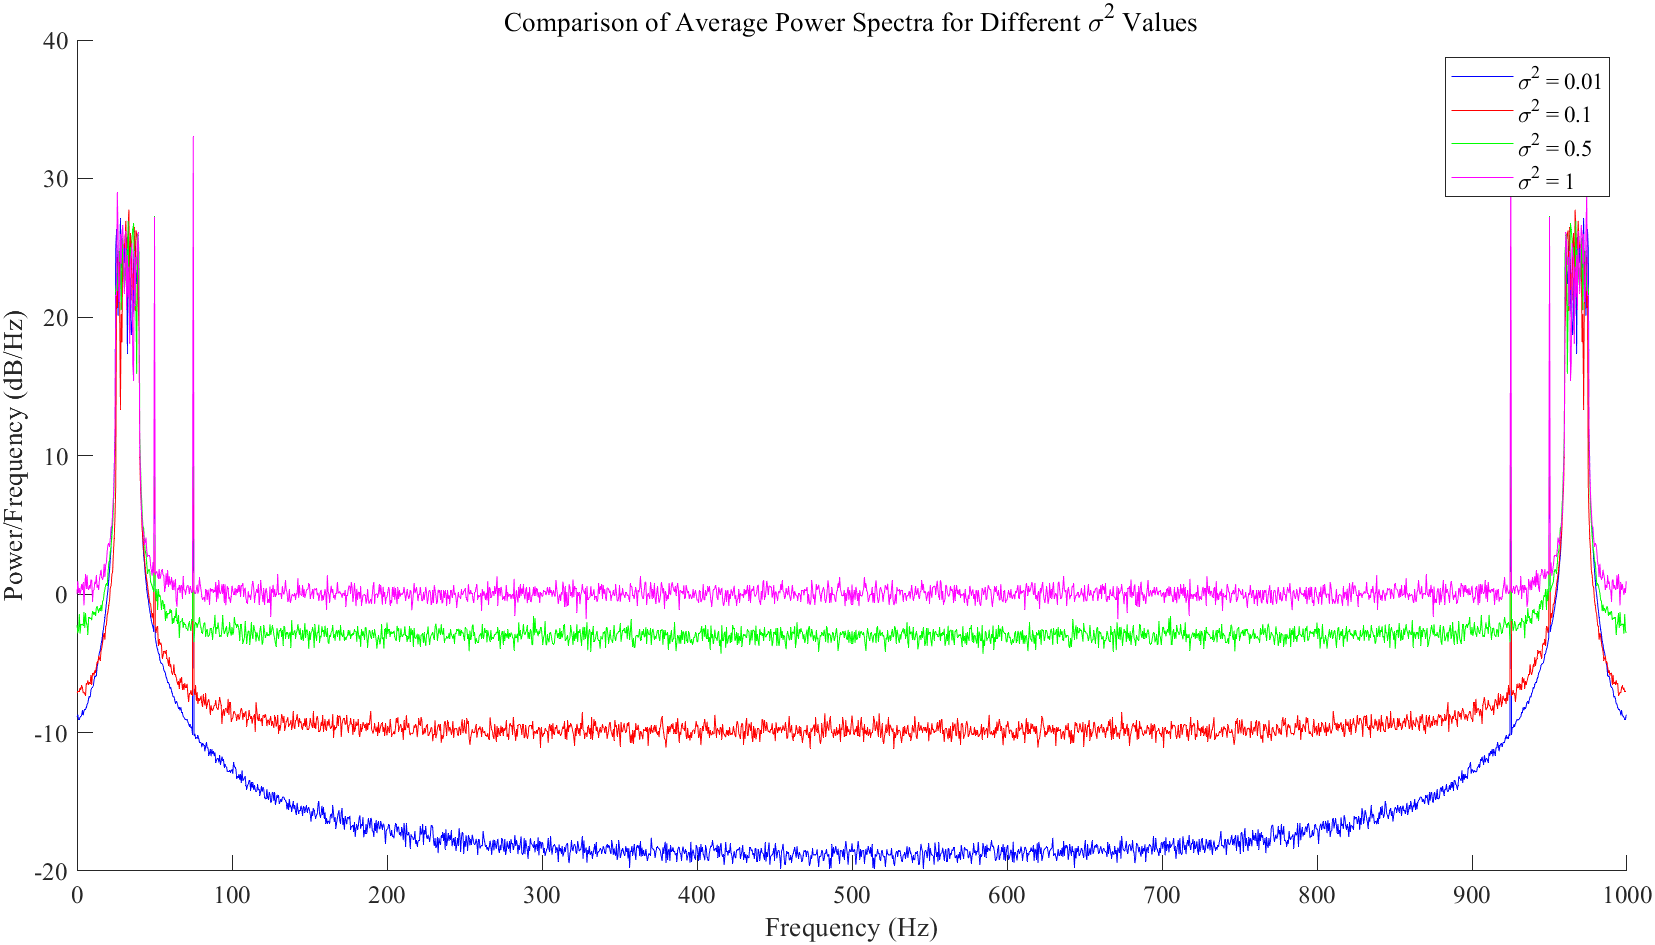 Comparison of Average Power Spectra for Different σ² Values
40
30
20
10
0
-10
-20
Power/Frequency (dB/Hz)
σ² = 0.01
σ² = 0.1
σ² = 0.5
σ² = 1
0 100 200 300 400 500 600 700 800 900 1000
Frequency (Hz)